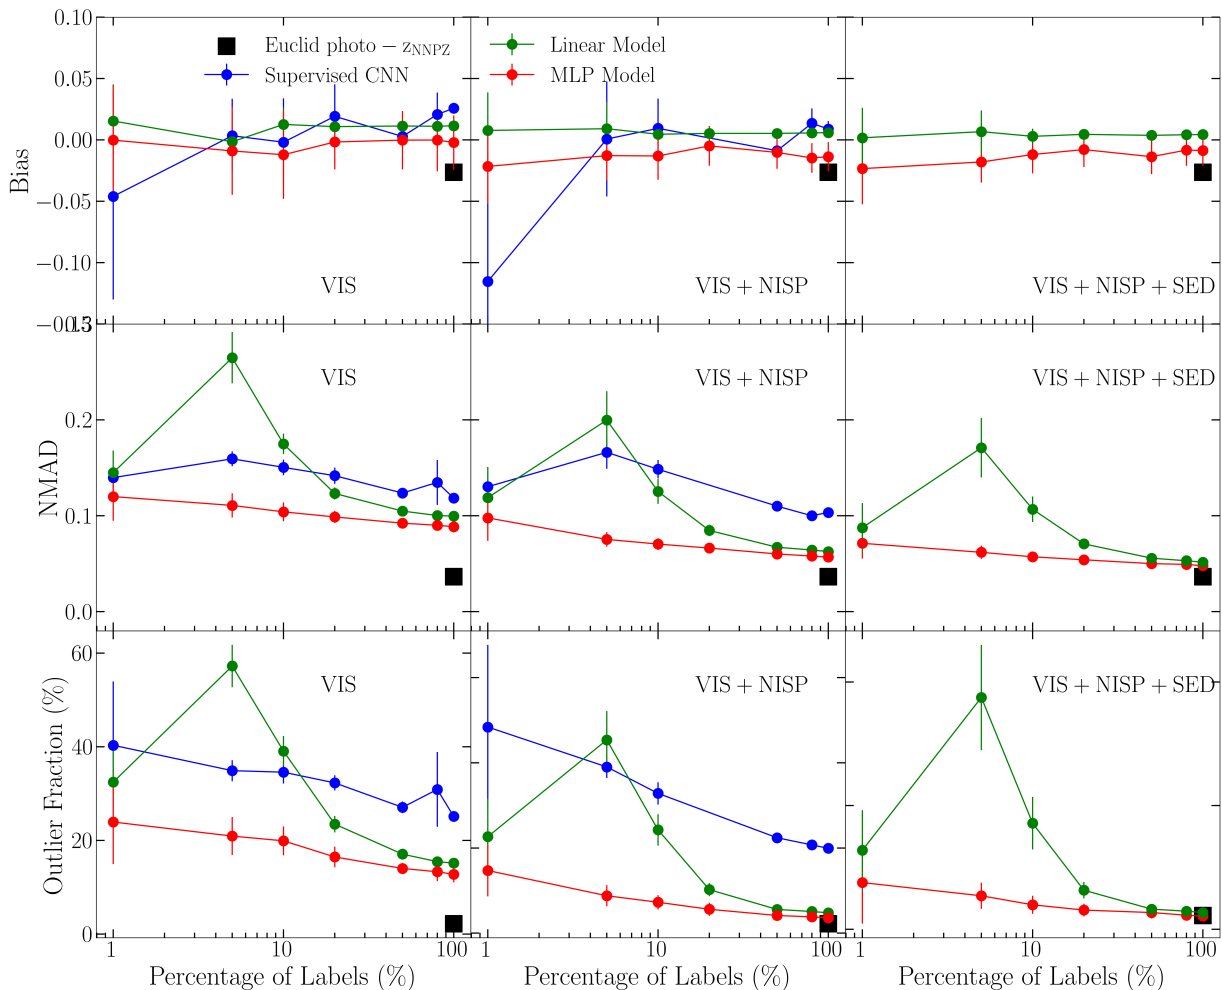 0.10
Euclid photo − zNNPZ
Linear Model
Supervised CNN
MLP Model
0.05
0.00
−0.05
−0.10
Bias
VIS
VIS + NISP
VIS + NISP + SED
VIS
VIS + NISP
VIS + NISP + SED
0.2
0.1
0.0
NMAD
60
VIS
VIS + NISP
VIS + NISP + SED
40
20
0
Outlier Fraction (%)
1 10 100
1 10 100
1 10 100
Percentage of Labels (%)
Percentage of Labels (%)
Percentage of Labels (%)